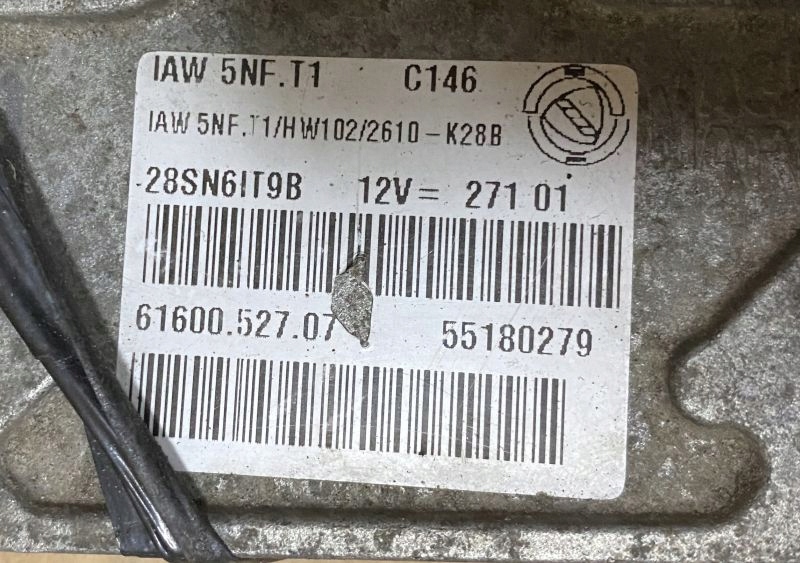 IAW 5NF.T1 C146
IAW 5NF.T1/HW102/2610-K28B
28SN6IT9B 12V= 271 01
61600.527.07 55180279